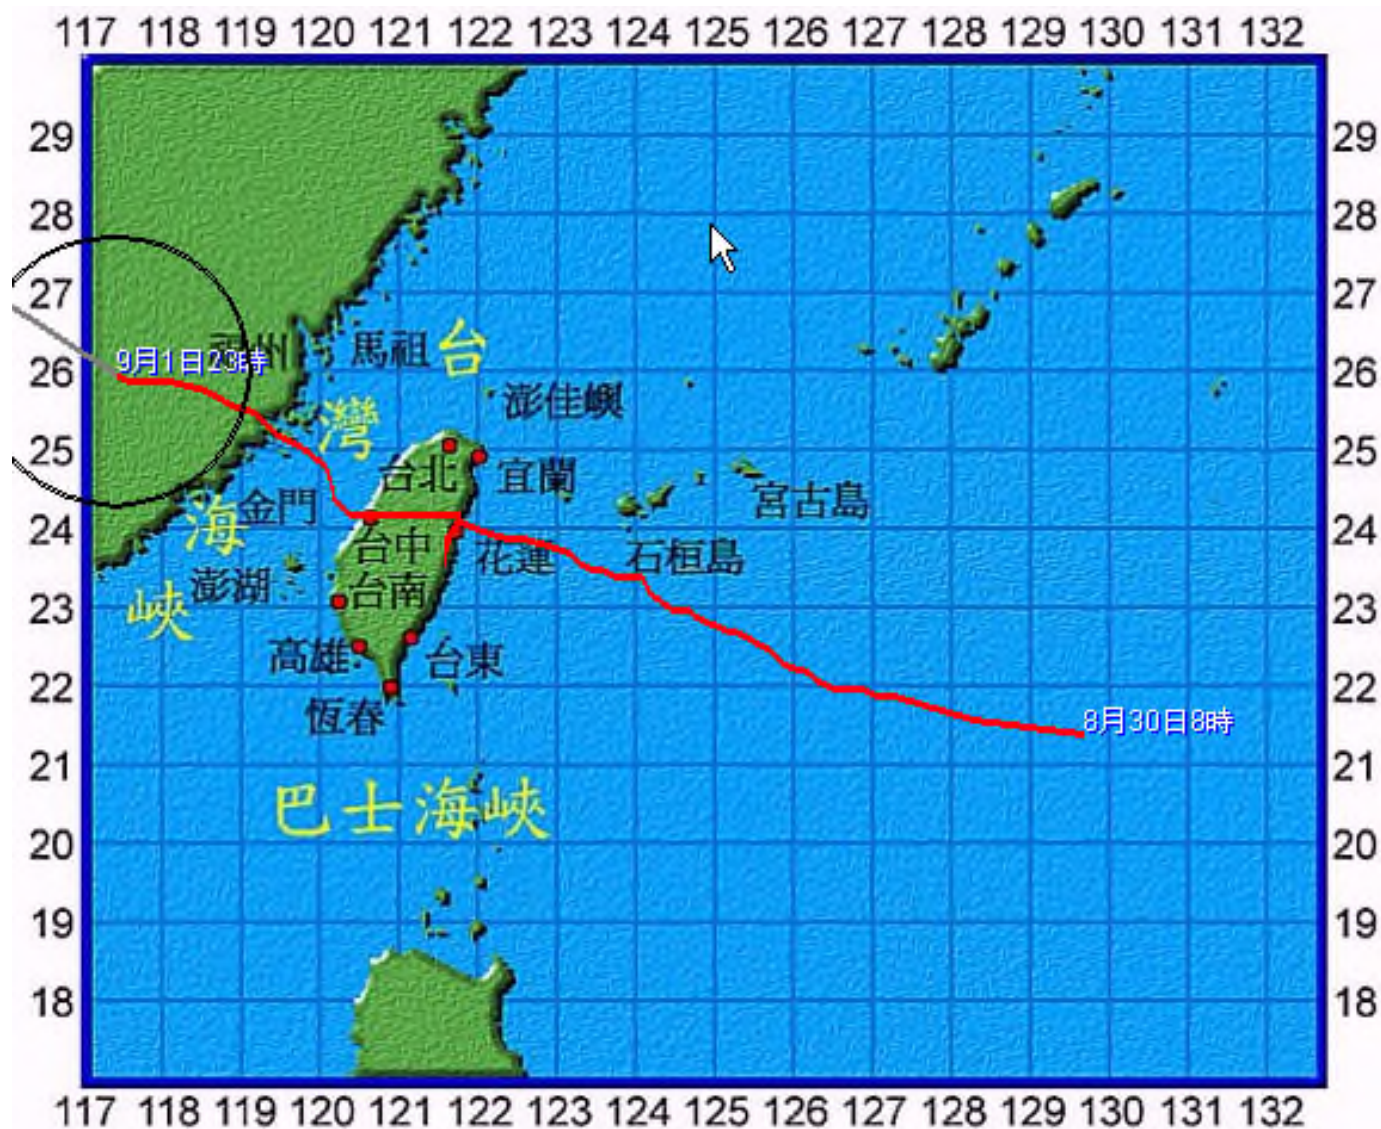 117 118 119 120 121 122 123 124 125 126 127 128 129 130 131 132
29 29
28 28
27 27
福州 馬祖 台
9月1日23時
26 26
澎佳嶼
灣
25 25
台北 宜蘭
金門 宮古島
海
24 24
台中 花蓮 石桓島
澎湖 台南
23 23
峽
高雄 台東
22 22
恆春 8月30日8時
21 21
巴士海峽
20 20
19 19
18 18
117 118 119 120 121 122 123 124 125 126 127 128 129 130 131 132